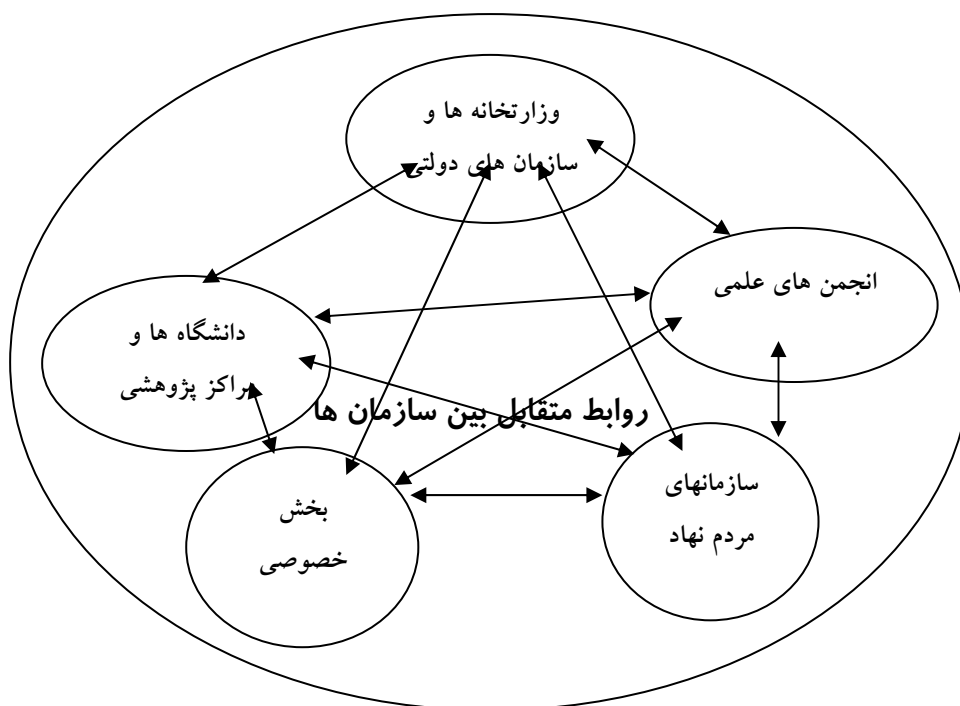 وزارتخانه ها و
سازمان های دولتی
انجمن های علمی
دانشگاه ها و
مراکز پژوهشی
روابط متقابل بین سازمان ها
سازمانهای
مردم نهاد
بخش
خصوصی